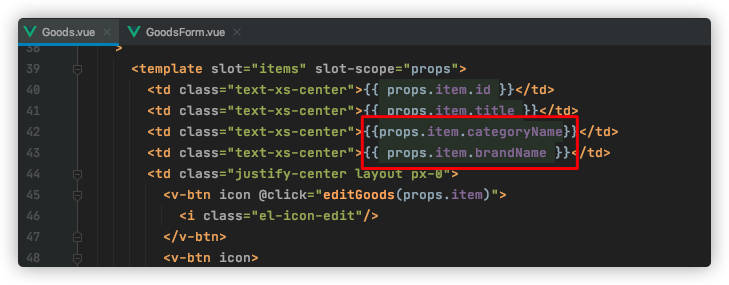 Goods.vue × GoodsForm.vue ×
38 >
39 <template slot="items" slot-scope="props">
40 <td class="text-xs-center">{{ props.item.id }}</td>
41 <td class="text-xs-center">{{ props.item.title }}</td>
42 <td class="text-xs-center">{{props.item.categoryName}}</td>
43 <td class="text-xs-center">{{ props.item.brandName }}</td>
44 <td class="justify-center layout px-0">
45 <v-btn icon @click="editGoods(props.item)">
46 <i class="el-icon-edit"/>
47 </v-btn>
48 <v-btn icon>